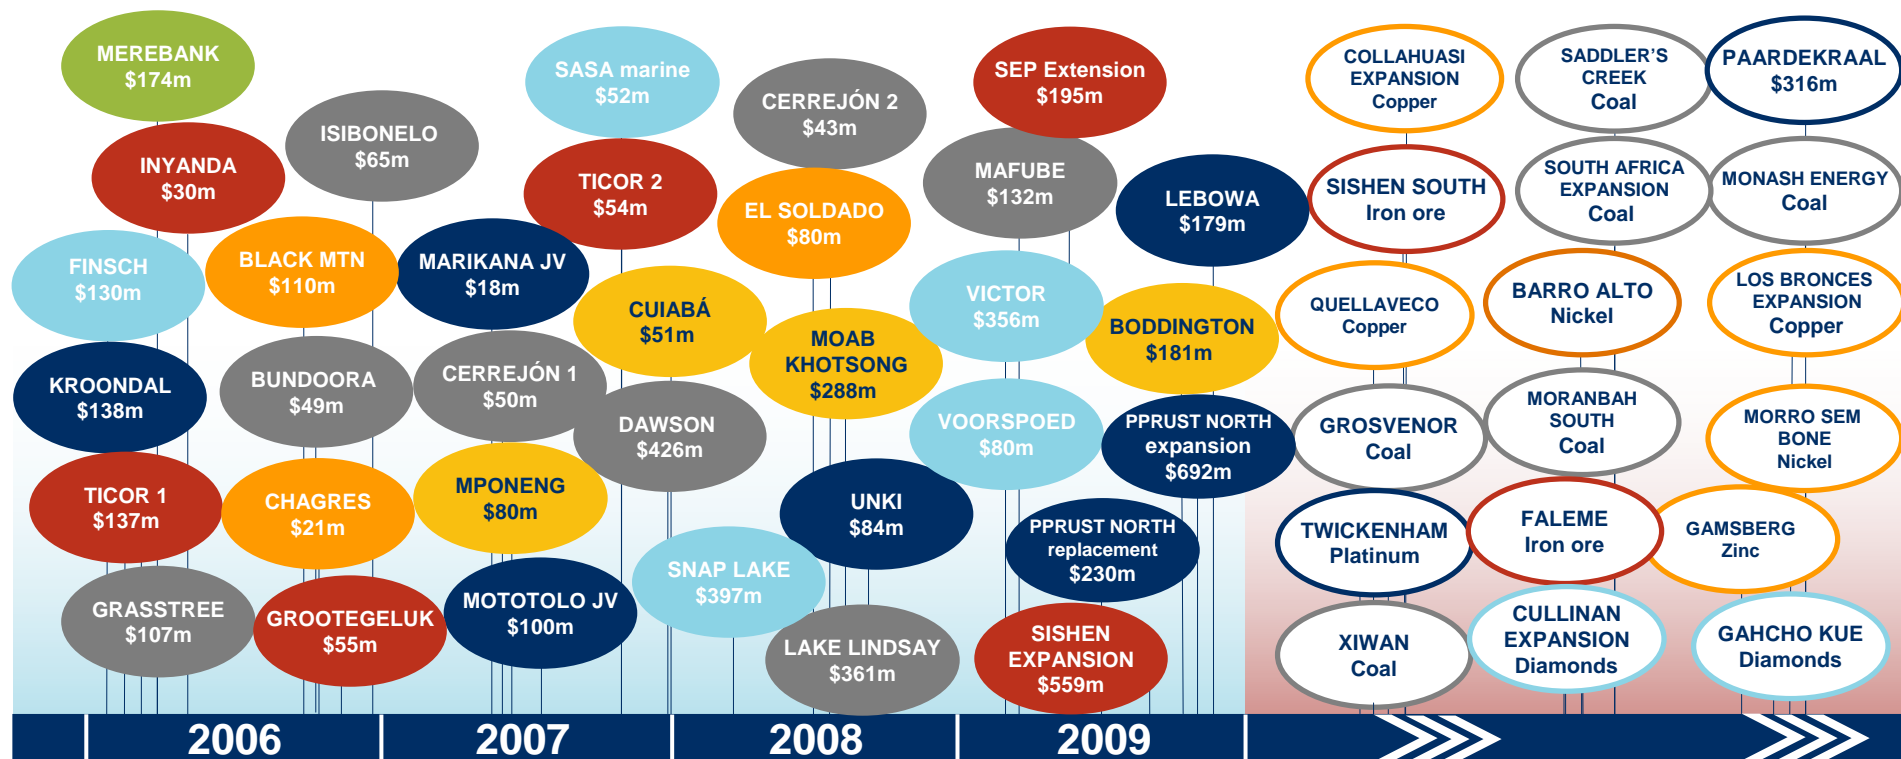 MEREBANK
$174m
INYANDA
$30m
FINSCH
$130m
KROONDAL
$138m
TICOR 1
$137m
GRASSTREE
$107m
ISIBONELO
$65m
BLACK MTN
$110m
BUNDOORA
$49m
CHAGRES
$21m
GROOTEGELUK
$55m
MARIKANA JV
$18m
CERREJÓN 1
$50m
MPONENG
$80m
MOTOTOLO JV
$100m
SASA marine
$52m
TICOR 2
$54m
CUIABÁ
$51m
DAWSON
$426m
SNAP LAKE
$397m
CERREJÓN 2
$43m
EL SOLDADO
$80m
MOAB
KHOTSONG
$288m
UNKI
$84m
LAKE LINDSAY
$361m
SEP Extension
$195m
MAFUBE
$132m
VICTOR
$356m
VOORSPOED
$80m
PPRUST NORTH
replacement
$230m
SISHEN
EXPANSION
$559m
LEBOWA
$179m
BODDINGTON
$181m
PPRUST NORTH
expansion
$692m
COLLAHUASI
EXPANSION
Copper
SISHEN SOUTH
Iron ore
QUELLAVECO
Copper
GROSVENOR
Coal
TWICKENHAM
Platinum
XIWAN
Coal
SADDLER'S
CREEK
Coal
SOUTH AFRICA
EXPANSION
Coal
BARRO ALTO
Nickel
MORANBAH
SOUTH
Coal
FALEME
Iron ore
CULLINAN
EXPANSION
Diamonds
PAARDEKRAAL
$316m
MONASH ENERGY
Coal
LOS BRONCES
EXPANSION
Copper
MORRO SEM
BONE
Nickel
GAMSBERG
Zinc
GAHCHO KUE
Diamonds
2006
2007
2008
2009